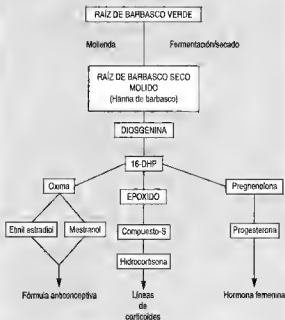 RAÍZ DE BARBASCO VERDE
Molienda
Fermentación/secado
RAÍZ DE BARBASCO SECO
MOLIDO
(Harina de barbasco)
DIOSGENINA
16-DHP
Oxima
EPOXIDO
Pregnenolona
Etinil estradiol
Mestranol
Compuesto-S
Progesterona
Hidrocortisona
Fórmula anticonceptiva
Líneas
de
corticoides
Hormona femenina